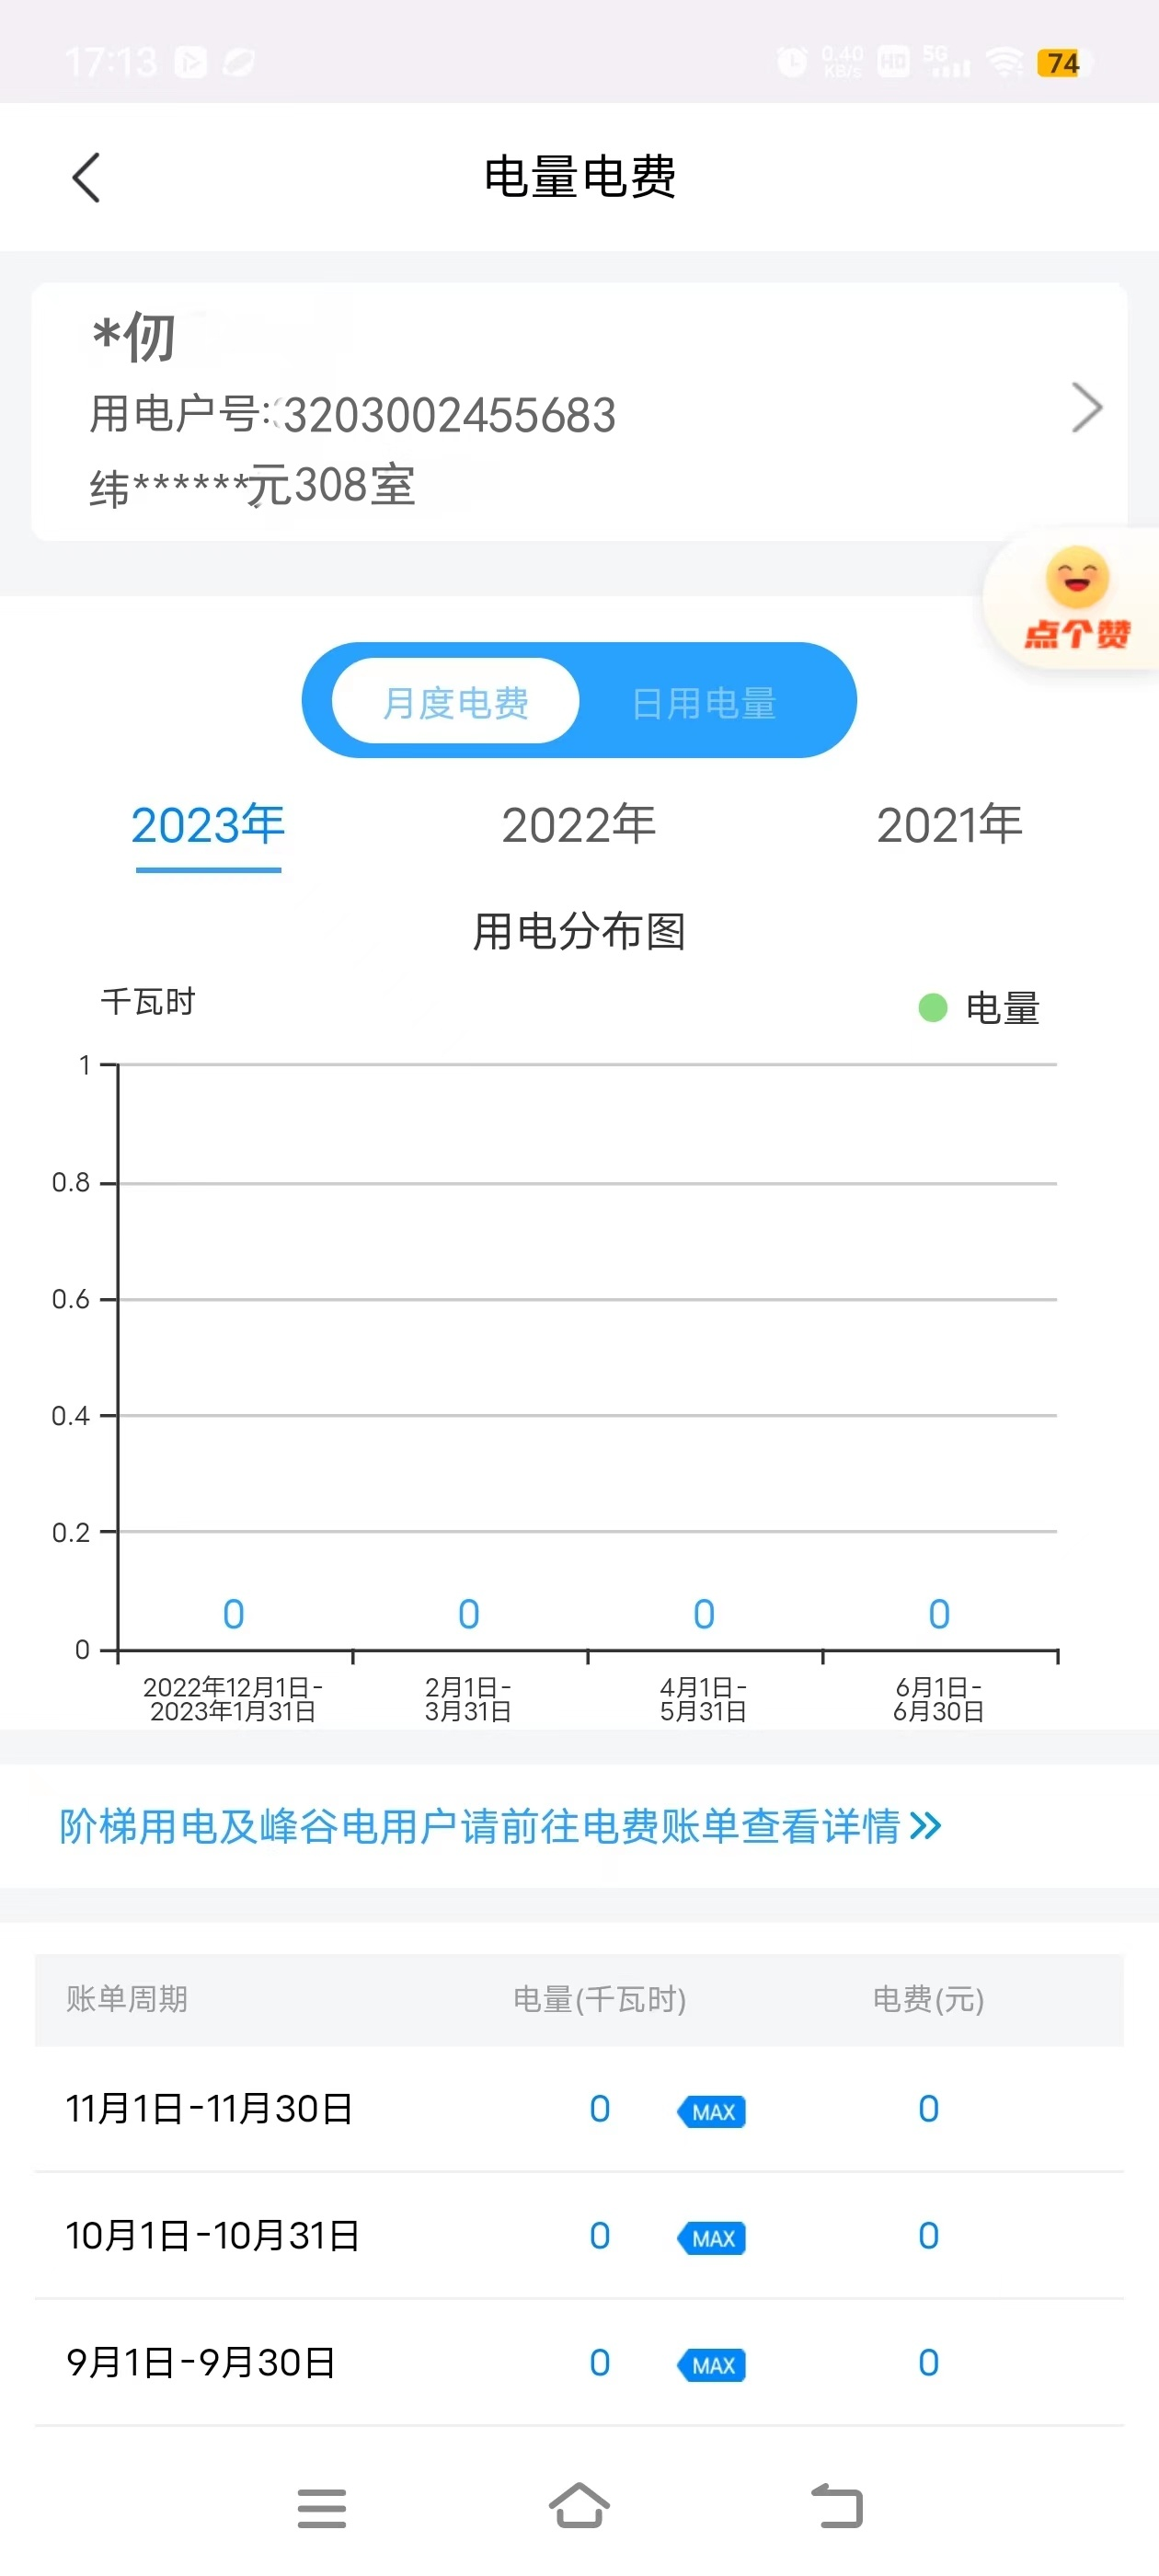 17:13 0.40 KB/s HD 5G 74
电量电费
*仞
用电户号:3203002455683
纬******元308室
点个赞
月度电费 日用电量
2023年 2022年 2021年
用电分布图
千瓦时 电量
1
0.8
0.6
0.4
0.2
0 0 0 0
0
2022年12月1日- 2月1日- 4月1日- 6月1日-
2023年1月31日 3月31日 5月31日 6月30日
阶梯用电及峰谷电用户请前往电费账单查看详情
账单周期 电量(千瓦时) 电费(元)
11月1日-11月30日 0 MAX 0
10月1日-10月31日 0 MAX 0
9月1日-9月30日 0 MAX 0